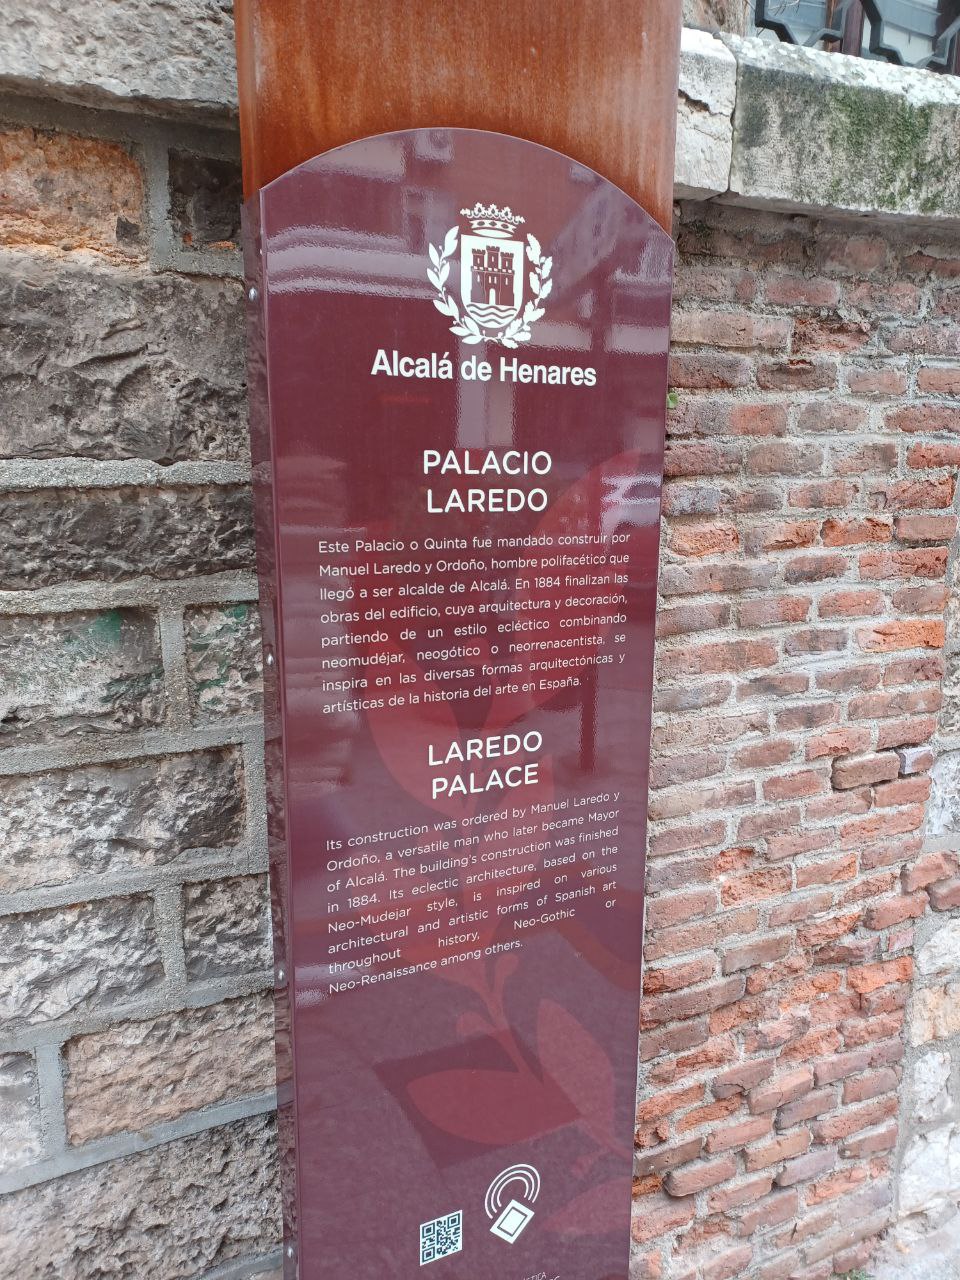 Alcalá de Henares
PALACIO
LAREDO
Este Palacio o Quinta fue mandado construir por
Manuel Laredo y Ordoño, hombre polifacético que
llegó a ser alcalde de Alcalá. En 1884 finalizan las
obras del edificio, cuya arquitectura y decoración,
partiendo de un estilo ecléctico combinando
neomudéjar, neogótico o neorrenacentista, se
inspira en las diversas formas arquitectónicas y
artísticas de la historia del arte en España.
LAREDO
PALACE
Its construction was ordered by Manuel Laredo y
Ordoño, a versatile man who later became Mayor
of Alcalá. The building's construction was finished
in 1884. Its eclectic architecture, based on the
Neo-Mudejar style, is inspired on various
architectural and artistic forms of Spanish art
throughout history, Neo-Gothic or
Neo-Renaissance among others.